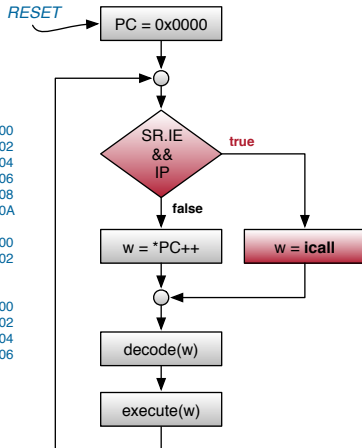 RESET
PC = 0x0000
SR.IE
&&
IP
true
false
w = *PC++
w = icall
decode(w)
execute(w)
00
02
04
06
08
0A
00
02
00
02
04
06